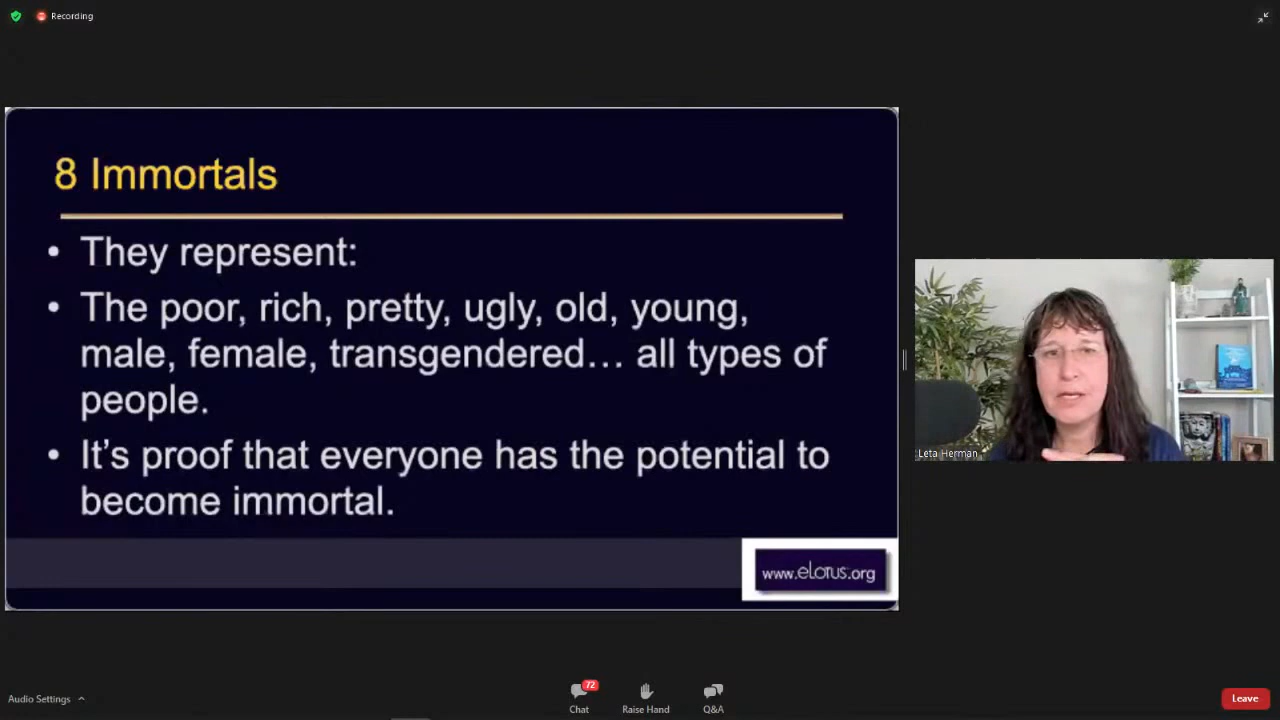 Recording
8 Immortals
• They represent:
• The poor, rich, pretty, ugly, old, young,
male, female, transgendered… all types of
people.
• It’s proof that everyone has the potential to
become immortal.
www.eLotus.org
Leta Herman
Audio Settings
72
Chat
Raise Hand
Q&A
Leave